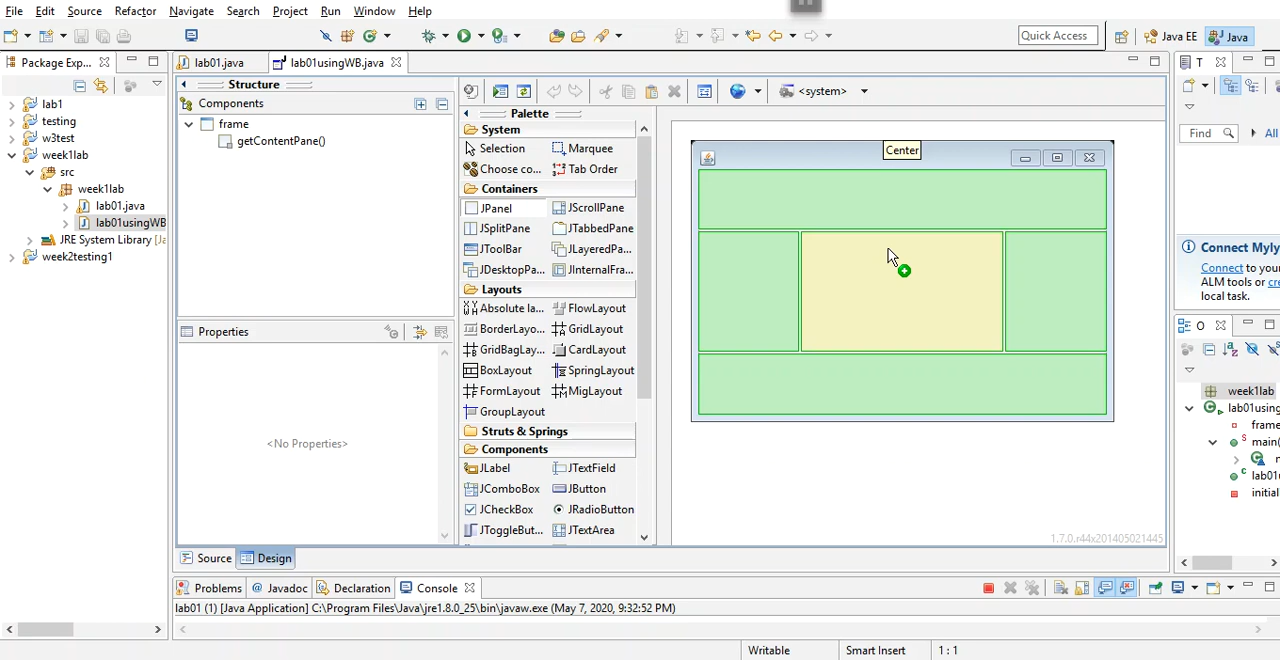 File Edit Source Refactor Navigate Search Project Run Window Help
Quick Access Java EE Java
Package Exp... lab01.java lab01usingWB.java T
Structure
Components
frame
getContentPane()
Properties
<No Properties>
lab1
testing
w3test
week1lab
src
week1lab
lab01.java
lab01usingWB
JRE System Library [Ja
week2testing1
<system>
Palette
System
Selection Marquee
Choose co... Tab Order
Containers
JPanel JScrollPane
JSplitPane JTabbedPane
JToolBar JLayeredPa...
JDesktopPa... JInternalFra...
Layouts
Absolute la... FlowLayout
BorderLayo... GridLayout
GridBagLay... CardLayout
BoxLayout SpringLayout
FormLayout MigLayout
GroupLayout
Struts & Springs
Components
JLabel JTextField
JComboBox JButton
JCheckBox JRadioButton
JToggleBut... JTextArea
Center
1.7.0.r44x201405021445
Find All
Connect Myly
Connect to your
ALM tools or cre
local task.
O
week1lab
lab01using
frame
main(
n
lab01u
initial
Source Design
Problems Javadoc Declaration Console
lab01 (1) [Java Application] C:\Program Files\Java\jre1.8.0_25\bin\javaw.exe (May 7, 2020, 9:32:52 PM)
Writable Smart Insert 1 : 1